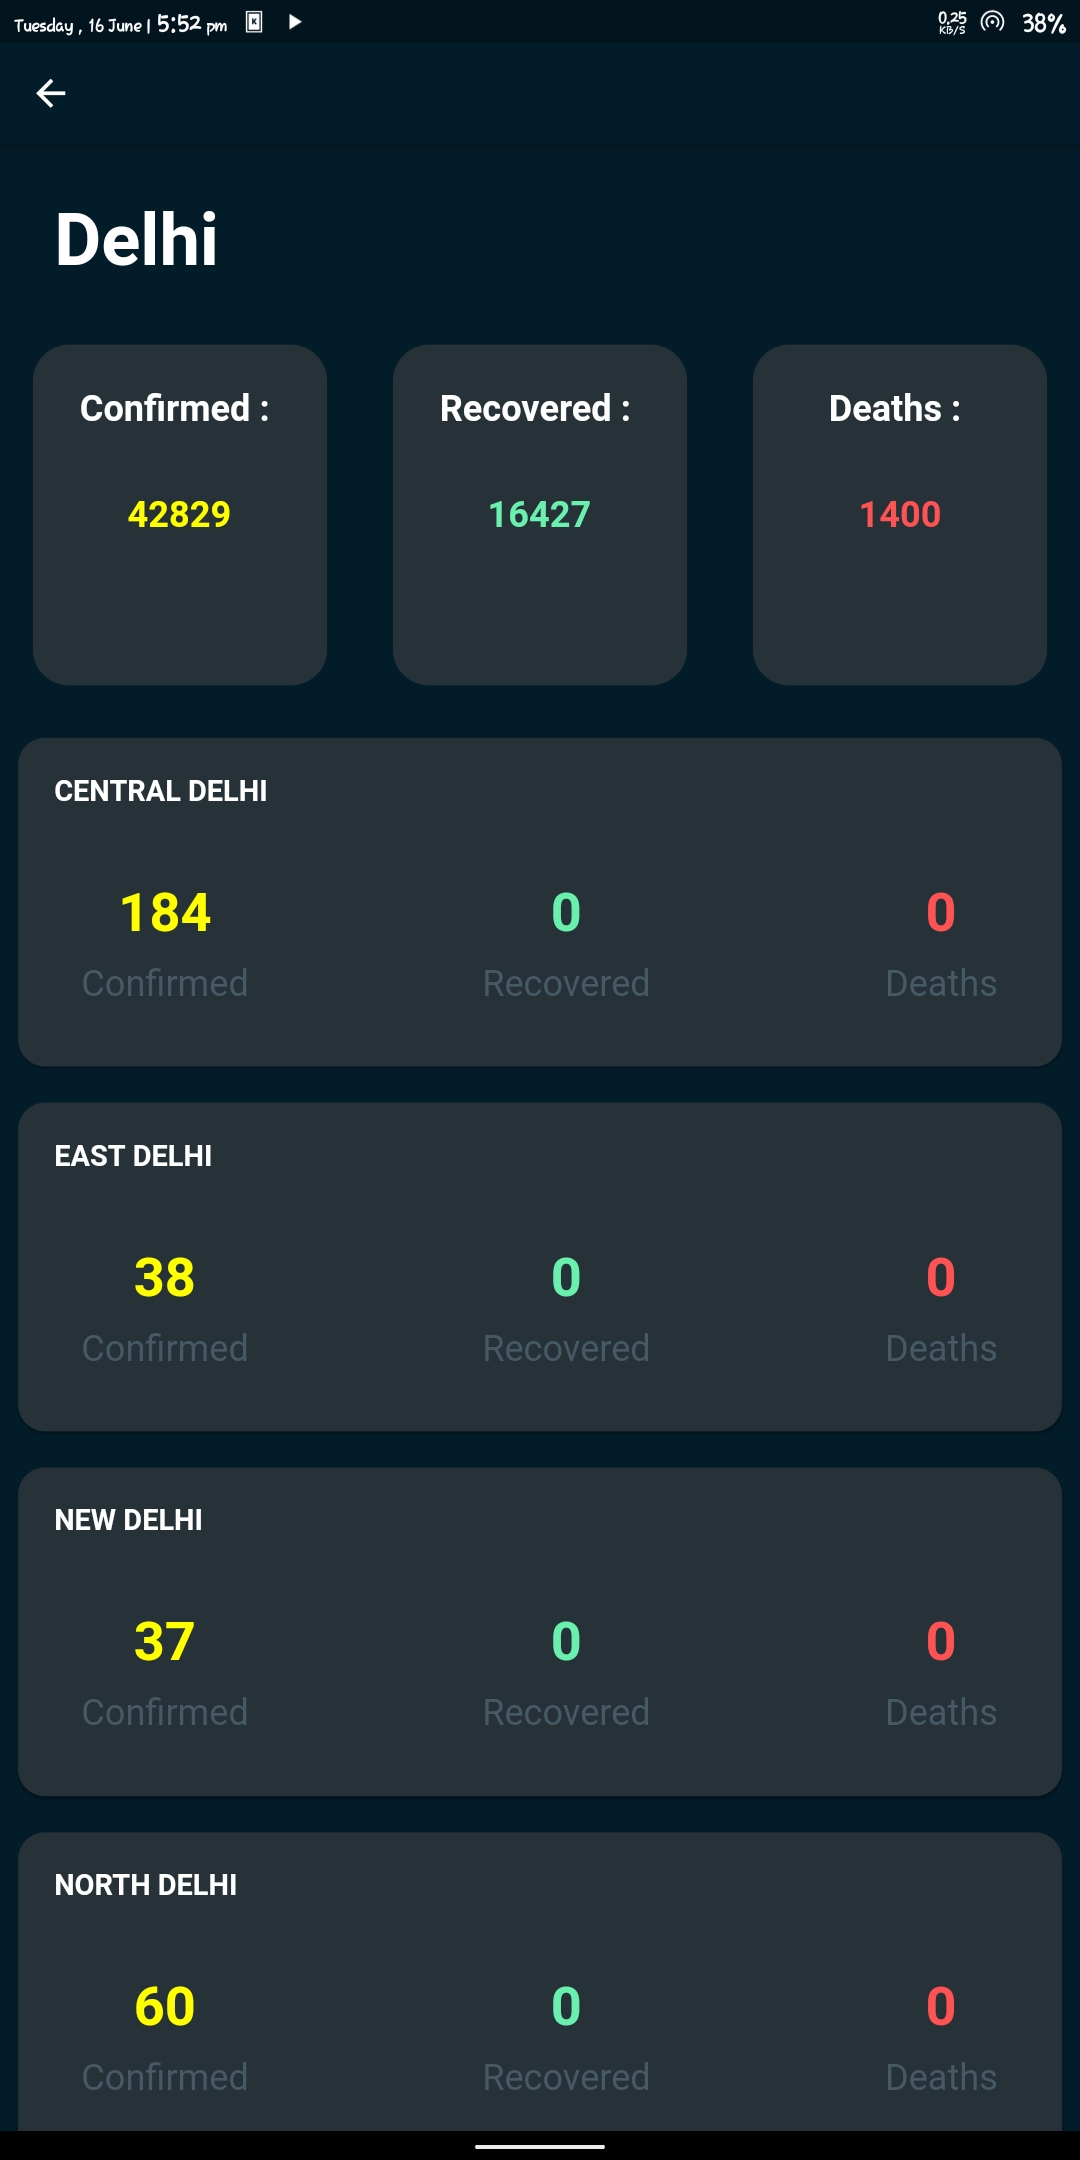 Tuesday , 16 June | 5:52 pm K 0.25 KB/S 38%
Delhi
Confirmed : Recovered : Deaths :
42829 16427 1400
CENTRAL DELHI
184 0 0
Confirmed Recovered Deaths
EAST DELHI
38 0 0
Confirmed Recovered Deaths
NEW DELHI
37 0 0
Confirmed Recovered Deaths
NORTH DELHI
60 0 0
Confirmed Recovered Deaths